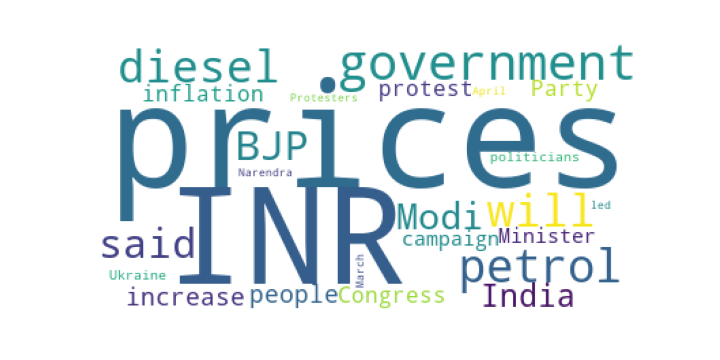 diesel government
inflation Protesters protest April Party
prices
BJP politicians
Narendra
INR Modi will led
said campaign Minister
Ukraine March petrol
increase people Congress India